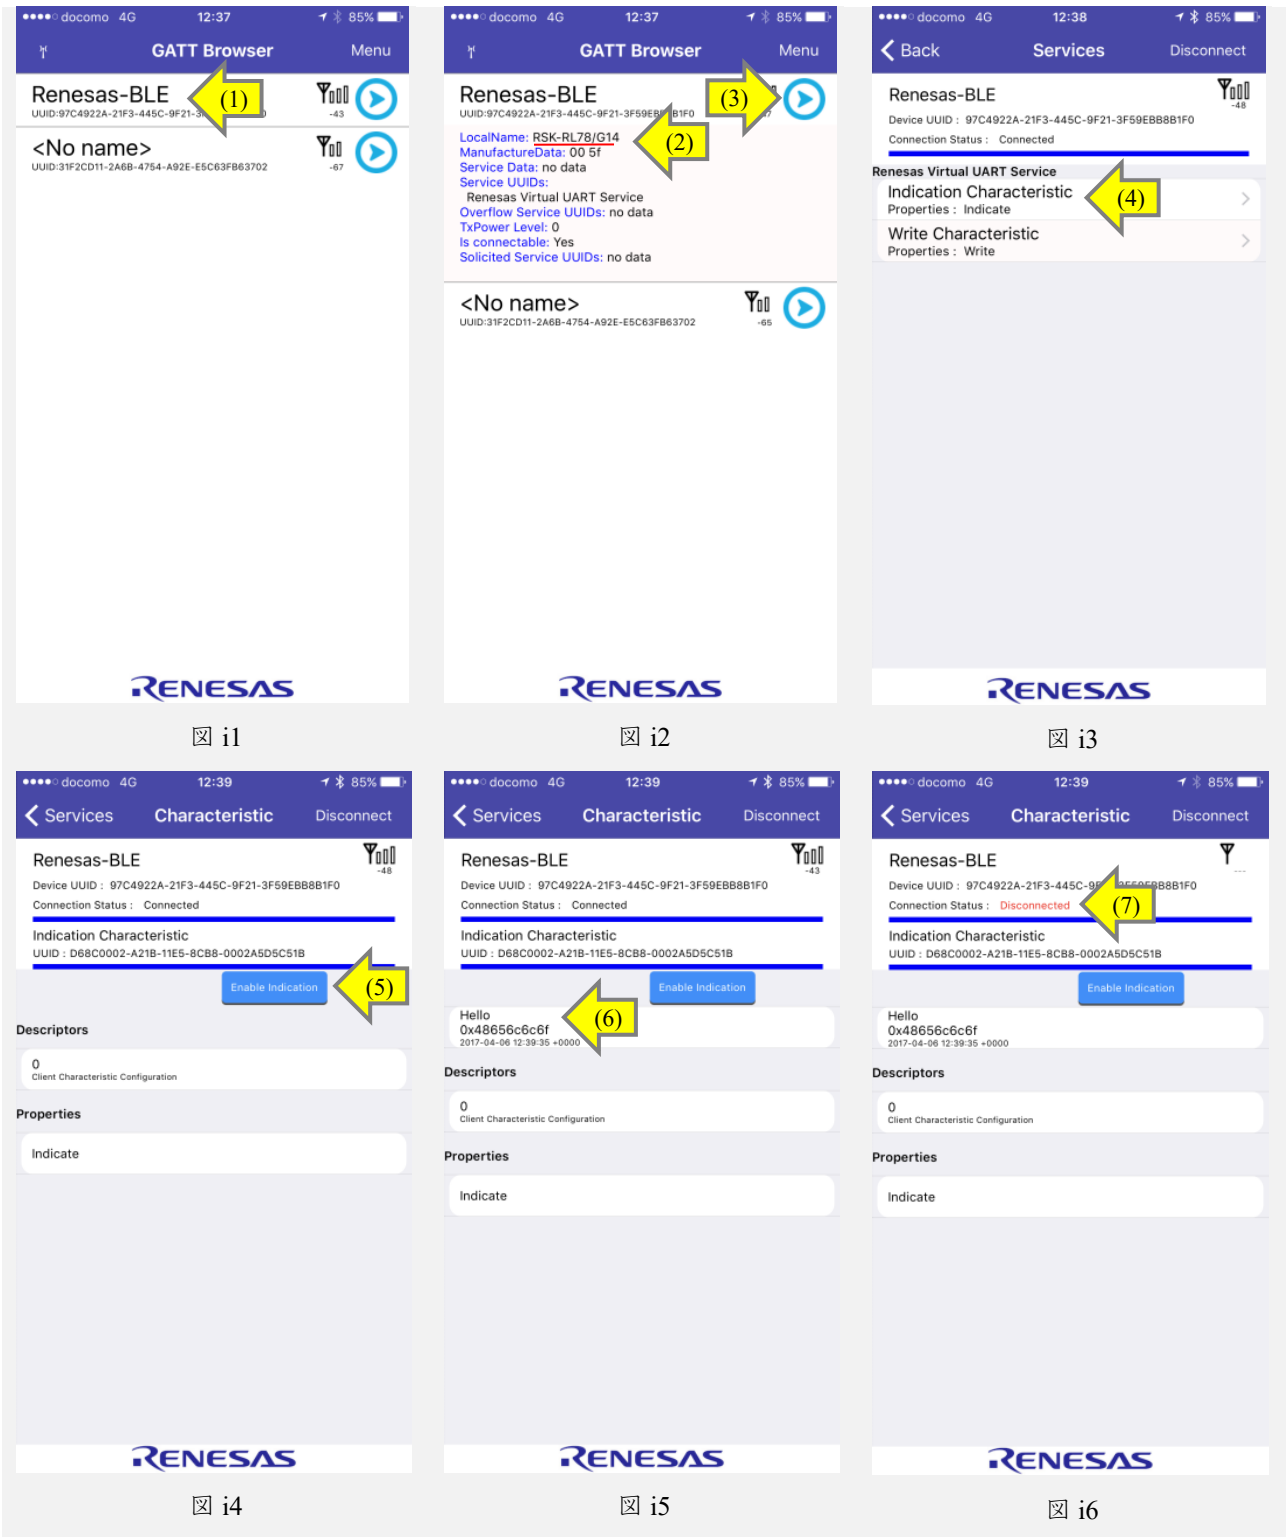 docomo 4G 12:37 85%
GATT Browser Menu
Renesas-BLE (1)
UUID:97C4922A-21F3-445C-9F21-3 0
-43
<No name>
UUID:31F2CD11-2A6B-4754-A92E-E5C63FB63702
-67
RENESAS
図 i1
docomo 4G 12:37 85%
GATT Browser Menu
Renesas-BLE (3)
UUID:97C4922A-21F3-445C-9F21-3F59EB B1F0 7
LocalName: RSK-RL78/G14
(2)
ManufactureData: 00 5f
Service Data: no data
Service UUIDs:
Renesas Virtual UART Service
Overflow Service UUIDs: no data
TxPower Level: 0
Is connectable: Yes
Solicited Service UUIDs: no data
<No name>
UUID:31F2CD11-2A6B-4754-A92E-E5C63FB63702
-65
RENESAS
図 i2
docomo 4G 12:38 85%
Back Services Disconnect
Renesas-BLE
-48
Device UUID : 97C4922A-21F3-445C-9F21-3F59EBB8B1F0
Connection Status : Connected
Renesas Virtual UART Service
Indication Characteristic
(4)
Properties : Indicate
Write Characteristic
Properties : Write
RENESAS
図 i3
docomo 4G 12:39 85%
Services Characteristic Disconnect
Renesas-BLE
-48
Device UUID : 97C4922A-21F3-445C-9F21-3F59EBB8B1F0
Connection Status : Connected
Indication Characteristic
UUID : D68C0002-A21B-11E5-8CB8-0002A5D5C51B
Enable Indication (5)
Descriptors
0
Client Characteristic Configuration
Properties
Indicate
RENESAS
図 i4
docomo 4G 12:39 85%
Services Characteristic Disconnect
Renesas-BLE
-43
Device UUID : 97C4922A-21F3-445C-9F21-3F59EBB8B1F0
Connection Status : Connected
Indication Characteristic
UUID : D68C0002-A21B-11E5-8CB8-0002A5D5C51B
Enable Indication
Hello (6)
0x48656c6c6f
2017-04-06 12:39:35 +0000
Descriptors
0
Client Characteristic Configuration
Properties
Indicate
RENESAS
図 i5
docomo 4G 12:39 85%
Services Characteristic Disconnect
Renesas-BLE
---
Device UUID : 97C4922A-21F3-445C-9 B8B1F0
Connection Status : Disconnected (7)
Indication Characteristic
UUID : D68C0002-A21B-11E5-8CB8-0002A5D5C51B
Enable Indication
Hello
0x48656c6c6f
2017-04-06 12:39:35 +0000
Descriptors
0
Client Characteristic Configuration
Properties
Indicate
RENESAS
図 i6